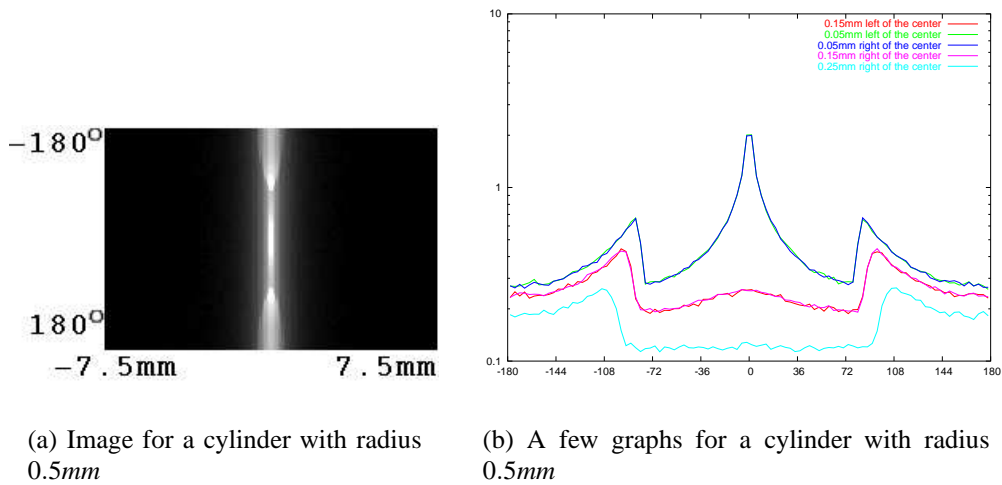 −180°
180°
−7.5mm 7.5mm
10
1
0.1
0.15mm left of the center
0.05mm left of the center
0.05mm right of the center
0.15mm right of the center
0.25mm right of the center
-180 -144 -108 -72 -36 0 36 72 108 144 180
(a) Image for a cylinder with radius
0.5mm
(b) A few graphs for a cylinder with radius
0.5mm